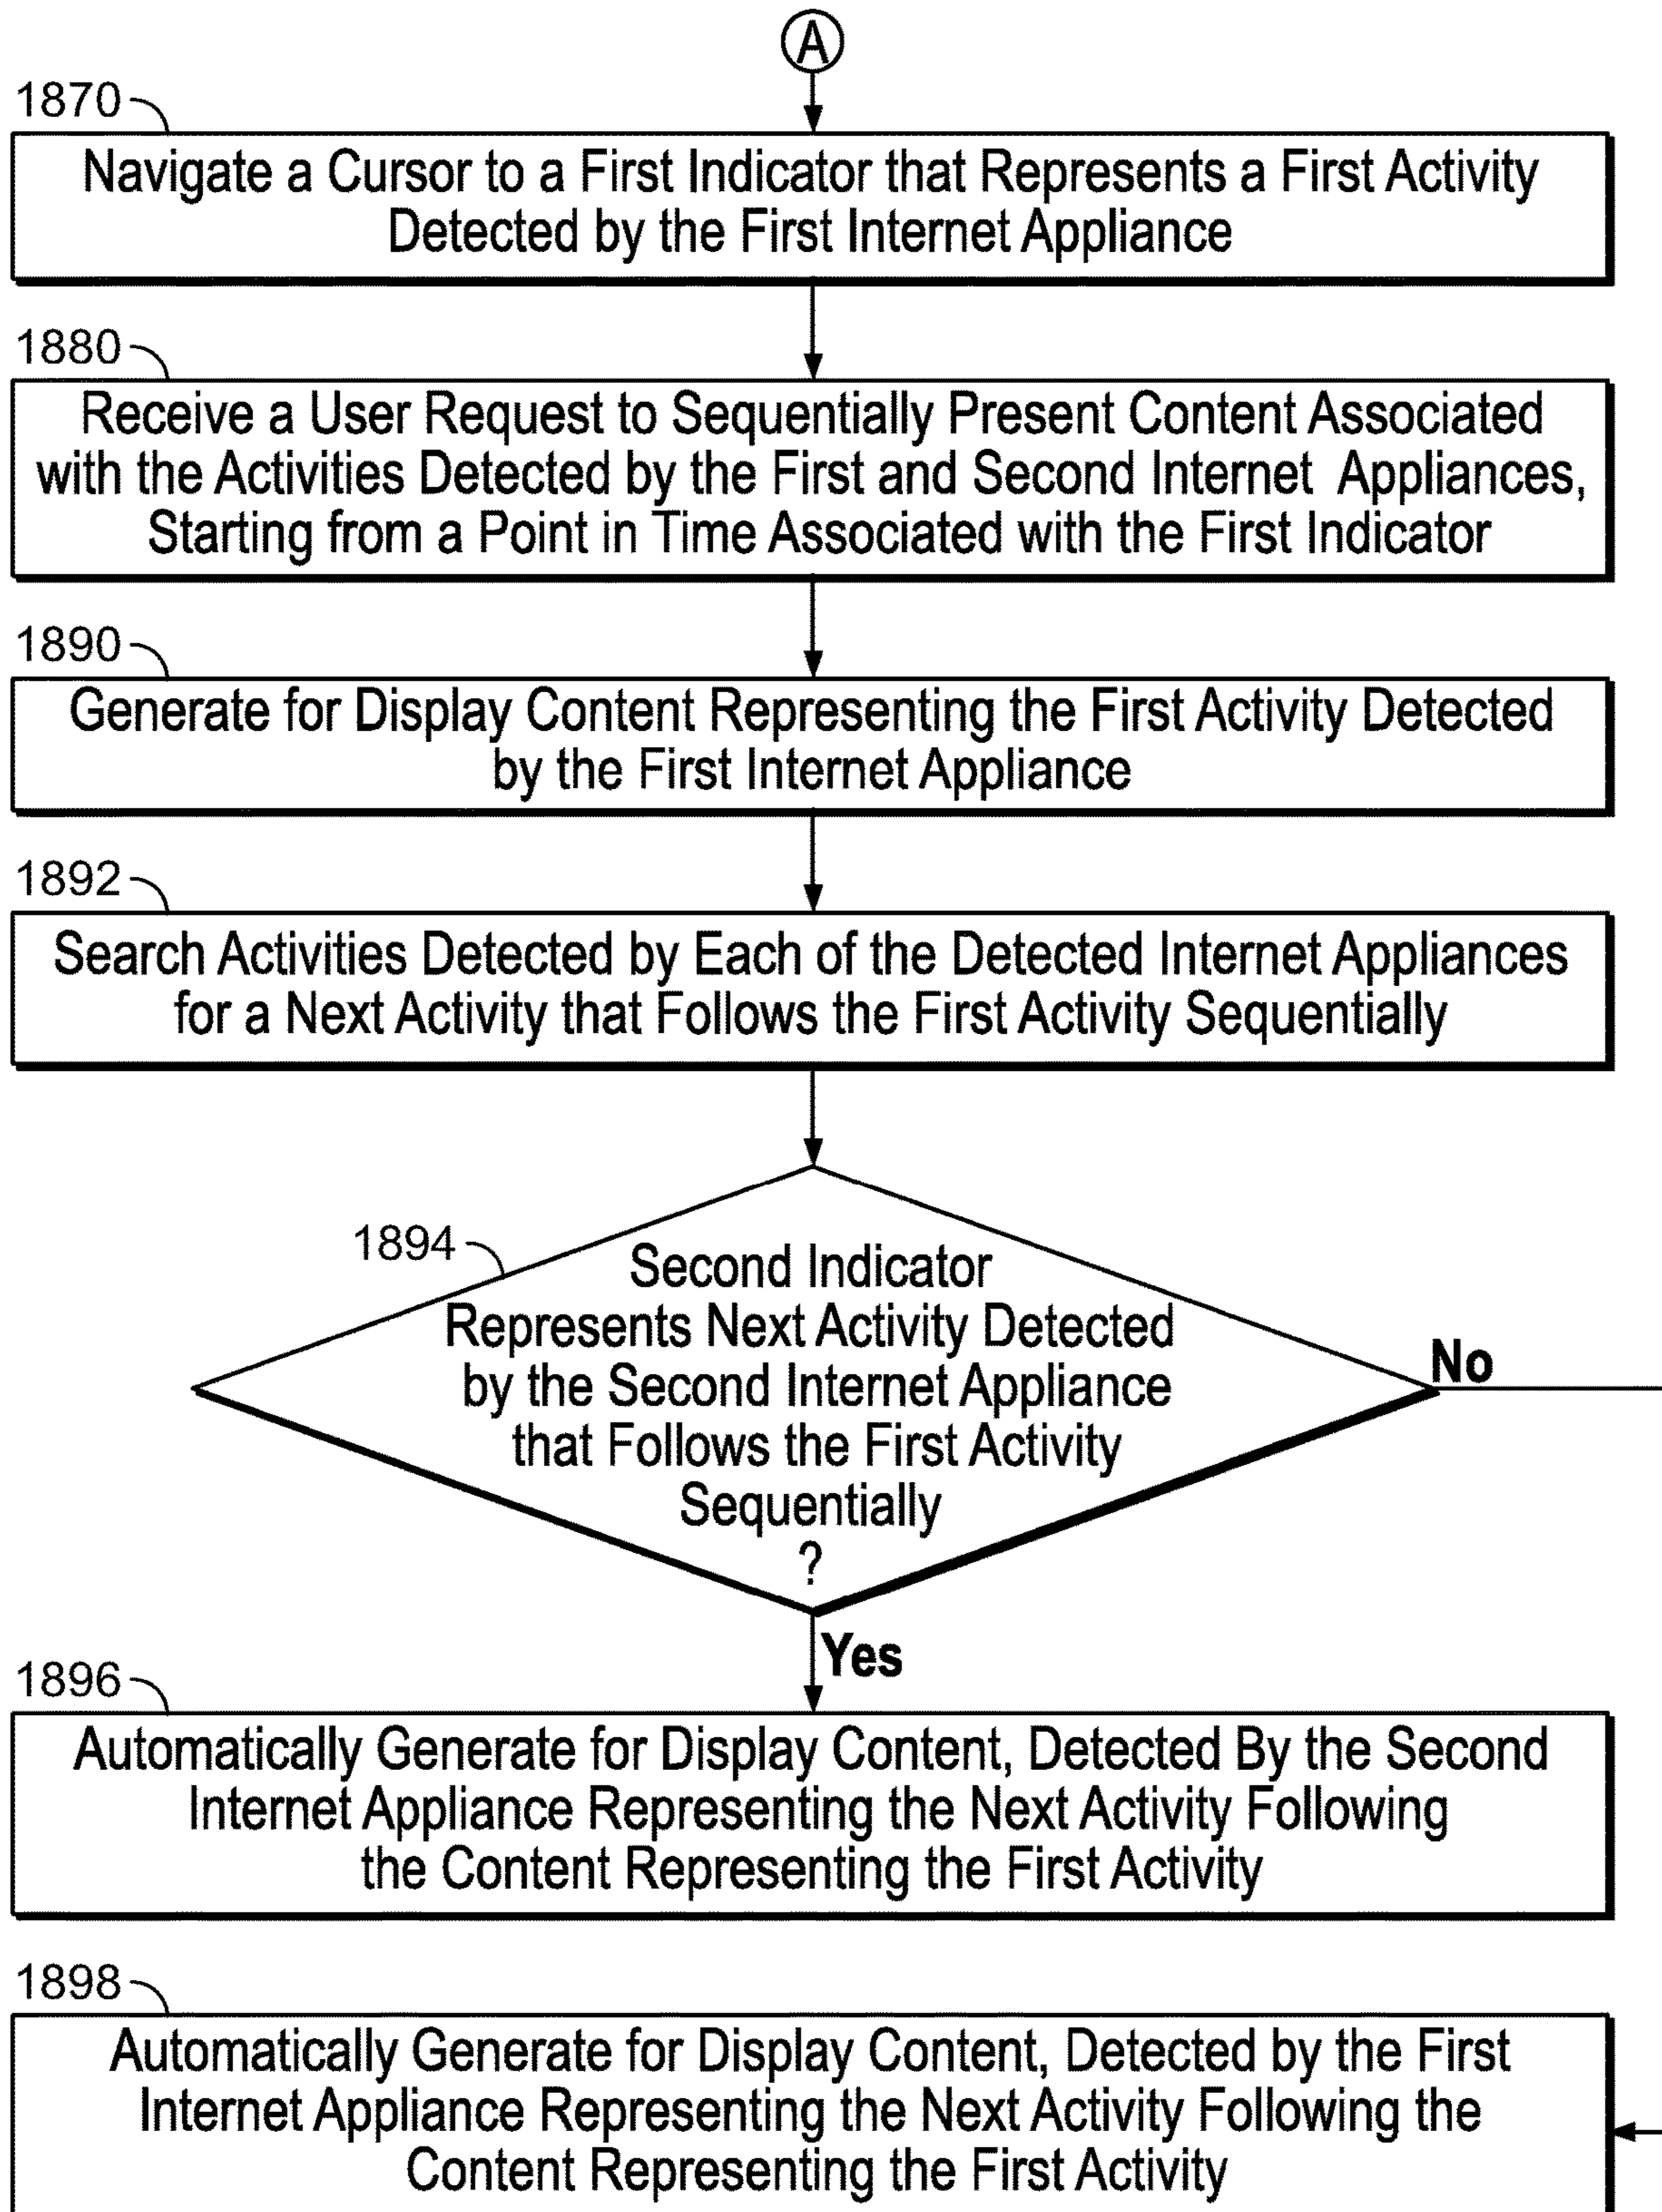 A
1870
Navigate a Cursor to a First Indicator that Represents a First Activity
Detected by the First Internet Appliance
1880
Receive a User Request to Sequentially Present Content Associated
with the Activities Detected by the First and Second Internet Appliances,
Starting from a Point in Time Associated with the First Indicator
1890
Generate for Display Content Representing the First Activity Detected
by the First Internet Appliance
1892
Search Activities Detected by Each of the Detected Internet Appliances
for a Next Activity that Follows the First Activity Sequentially
1894
Second Indicator
Represents Next Activity Detected
by the Second Internet Appliance
that Follows the First Activity
Sequentially
?
No
Yes
1896
Automatically Generate for Display Content, Detected By the Second
Internet Appliance Representing the Next Activity Following
the Content Representing the First Activity
1898
Automatically Generate for Display Content, Detected by the First
Internet Appliance Representing the Next Activity Following the
Content Representing the First Activity